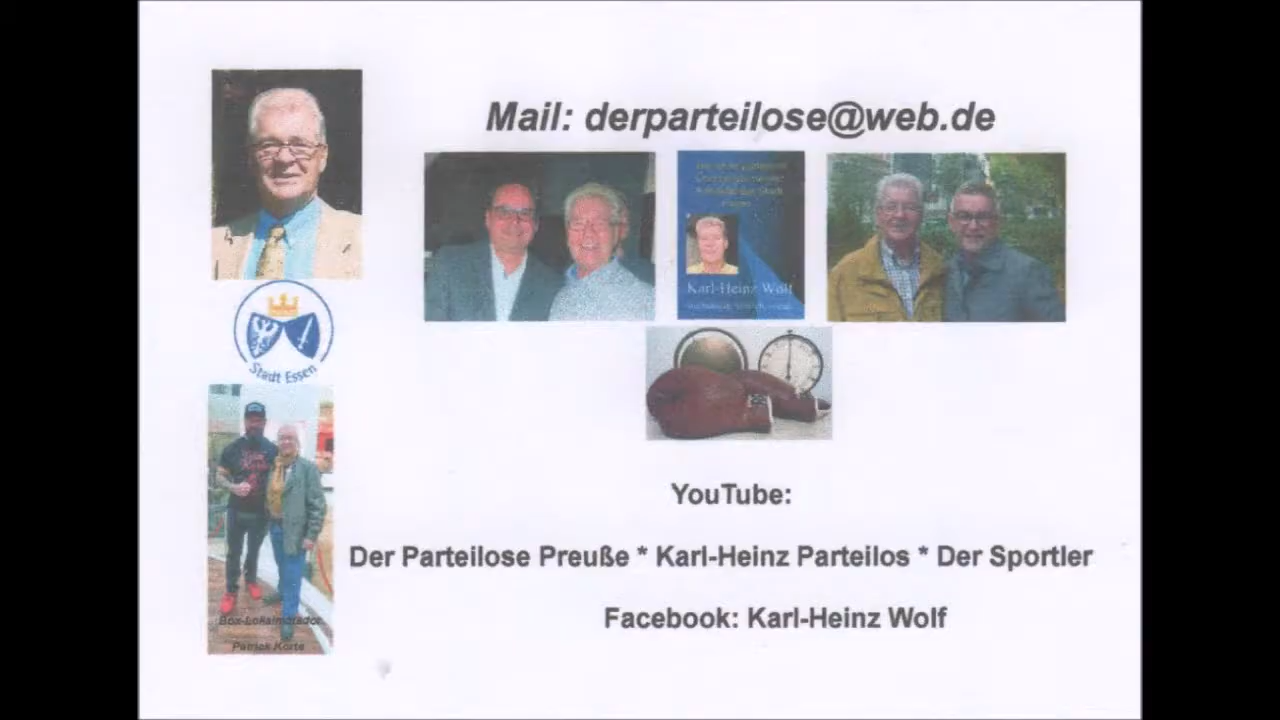 Mail: derparteilose@web.de
Karl-Heinz Wolf
Stadt Essen
YouTube:
Der Parteilose Preuße * Karl-Heinz Parteilos * Der Sportler
Facebook: Karl-Heinz Wolf
Box-Lokalmatador
Patrick Korte